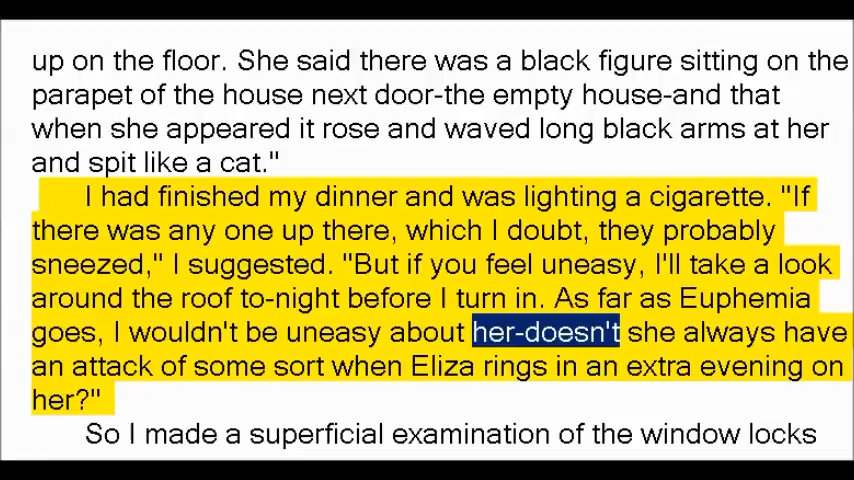 up on the floor. She said there was a black figure sitting on the
parapet of the house next door-the empty house-and that
when she appeared it rose and waved long black arms at her
and spit like a cat."
I had finished my dinner and was lighting a cigarette. "If
there was any one up there, which I doubt, they probably
sneezed," I suggested. "But if you feel uneasy, I'll take a look
around the roof to-night before I turn in. As far as Euphemia
goes, I wouldn't be uneasy about her-doesn't she always have
an attack of some sort when Eliza rings in an extra evening on
her?"
So I made a superficial examination of the window locks